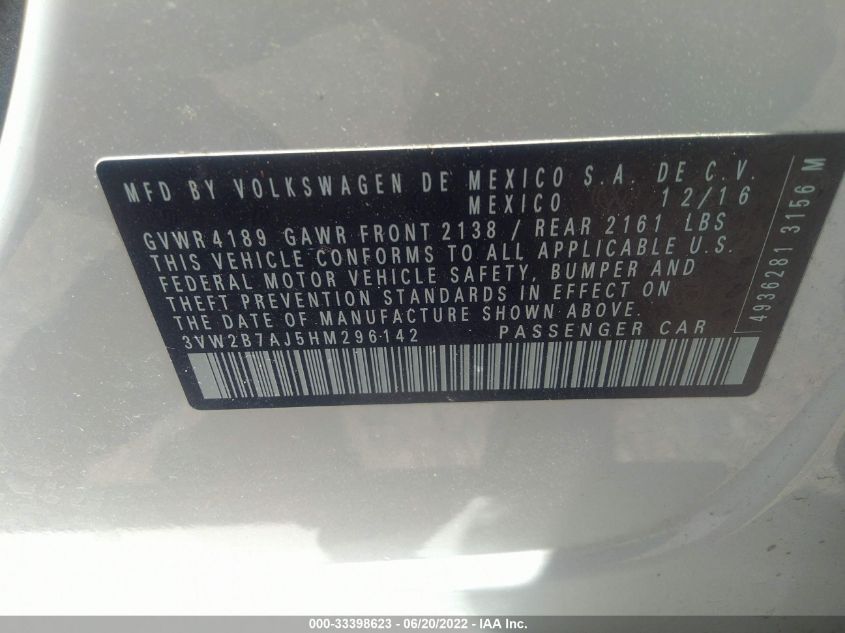 MFD BY VOLKSWAGEN DE MEXICO S.A. DE C.V.
MEXICO 12/16
GVWR 4189 GAWR FRONT 2138 / REAR 2161 LBS
THIS VEHICLE CONFORMS TO ALL APPLICABLE U.S.
FEDERAL MOTOR VEHICLE SAFETY, BUMPER AND
THEFT PREVENTION STANDARDS IN EFFECT ON
THE DATE OF MANUFACTURE SHOWN ABOVE.
3VW2B7AJ5HM296142 PASSENGER CAR
4936281 3156 M
000-33398623 - 06/20/2022 - IAA Inc.